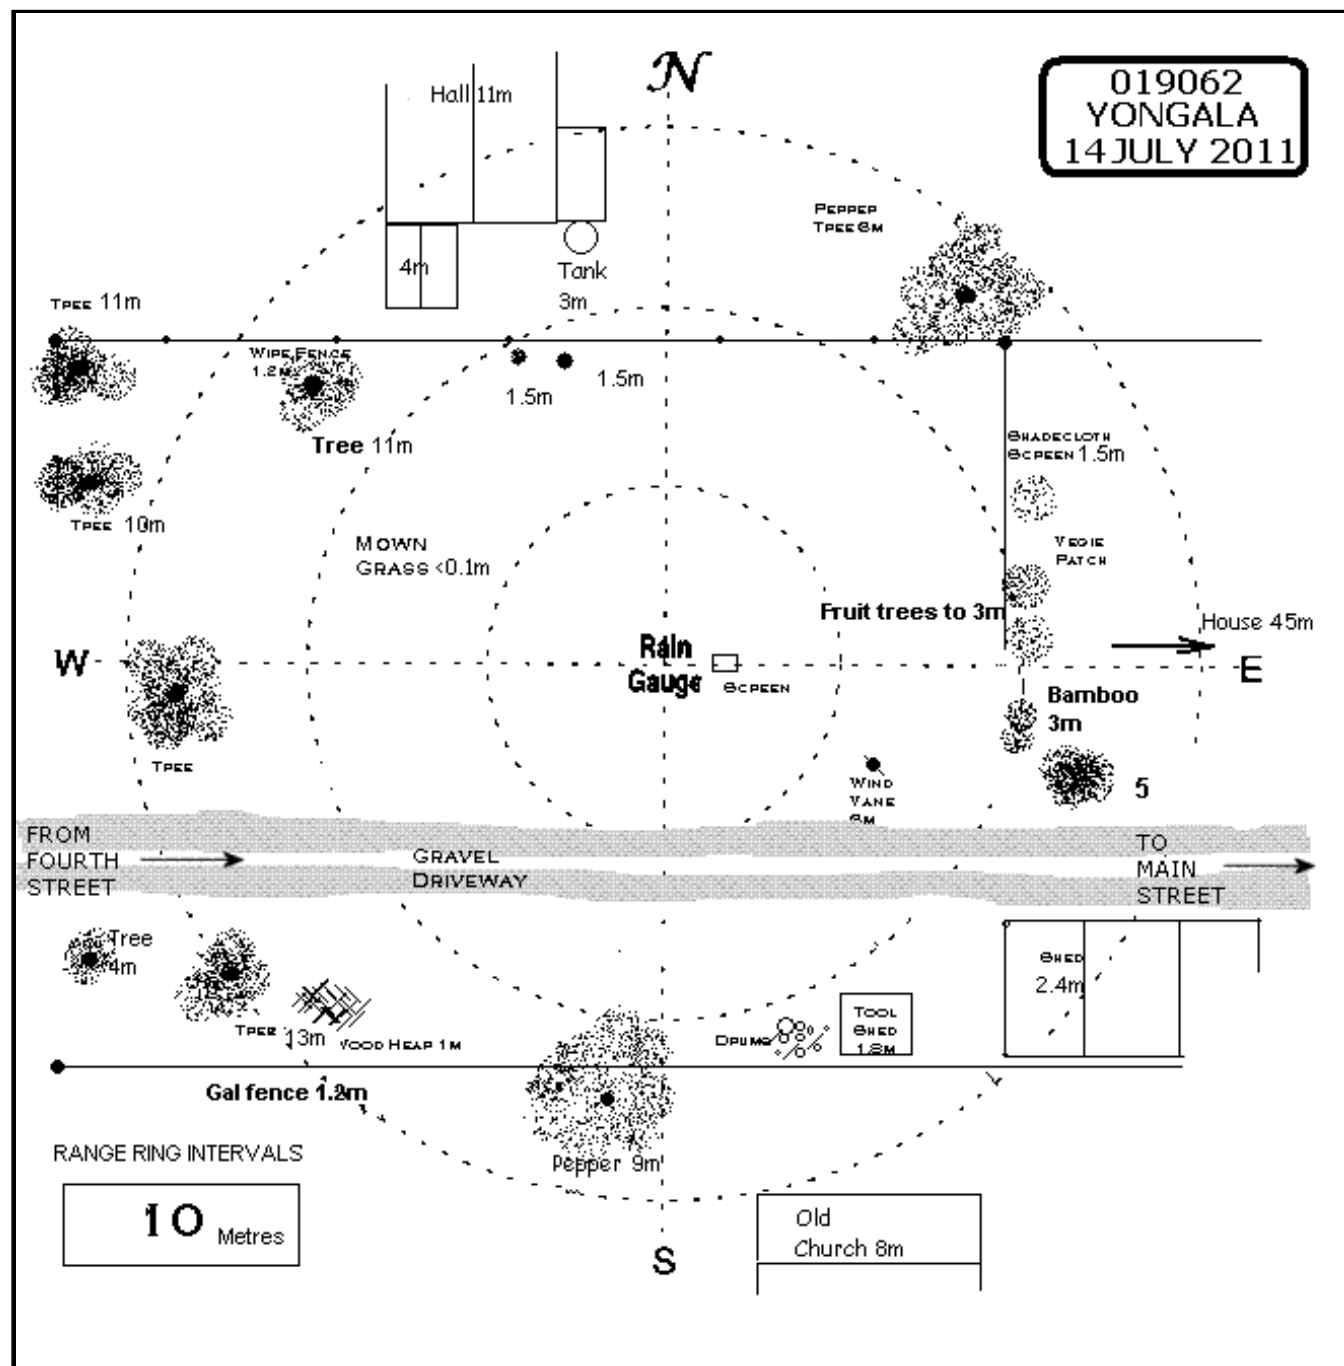 N
019062
YONGALA
14 JULY 2011
Hall 11m
PEPPER
TREE 8M
4m
Tank
3m
TREE 11m
WIRE FENCE
1.2M
1.5m
1.5m
Tree 11m
SHADECLOTH
SCREEN 1.5m
TREE 10m
MOWN
GRASS <0.1m
VEGIE
PATCH
Fruit trees to 3m
House 45m
W
Rain
Gauge
SCREEN
E
Bamboo
3m
TREE
WIND
VANE
5
FROM
FOURTH
STREET
GRAVEL
DRIVEWAY
TO
MAIN
STREET
Tree
4m
SHED
2.4m
TREE 13m
WOOD HEAP 1M
DRUMS
TOOL
SHED
1.8M
Gal fence 1.2m
RANGE RING INTERVALS
10 Metres
Pepper 9m
S
Old
Church 8m